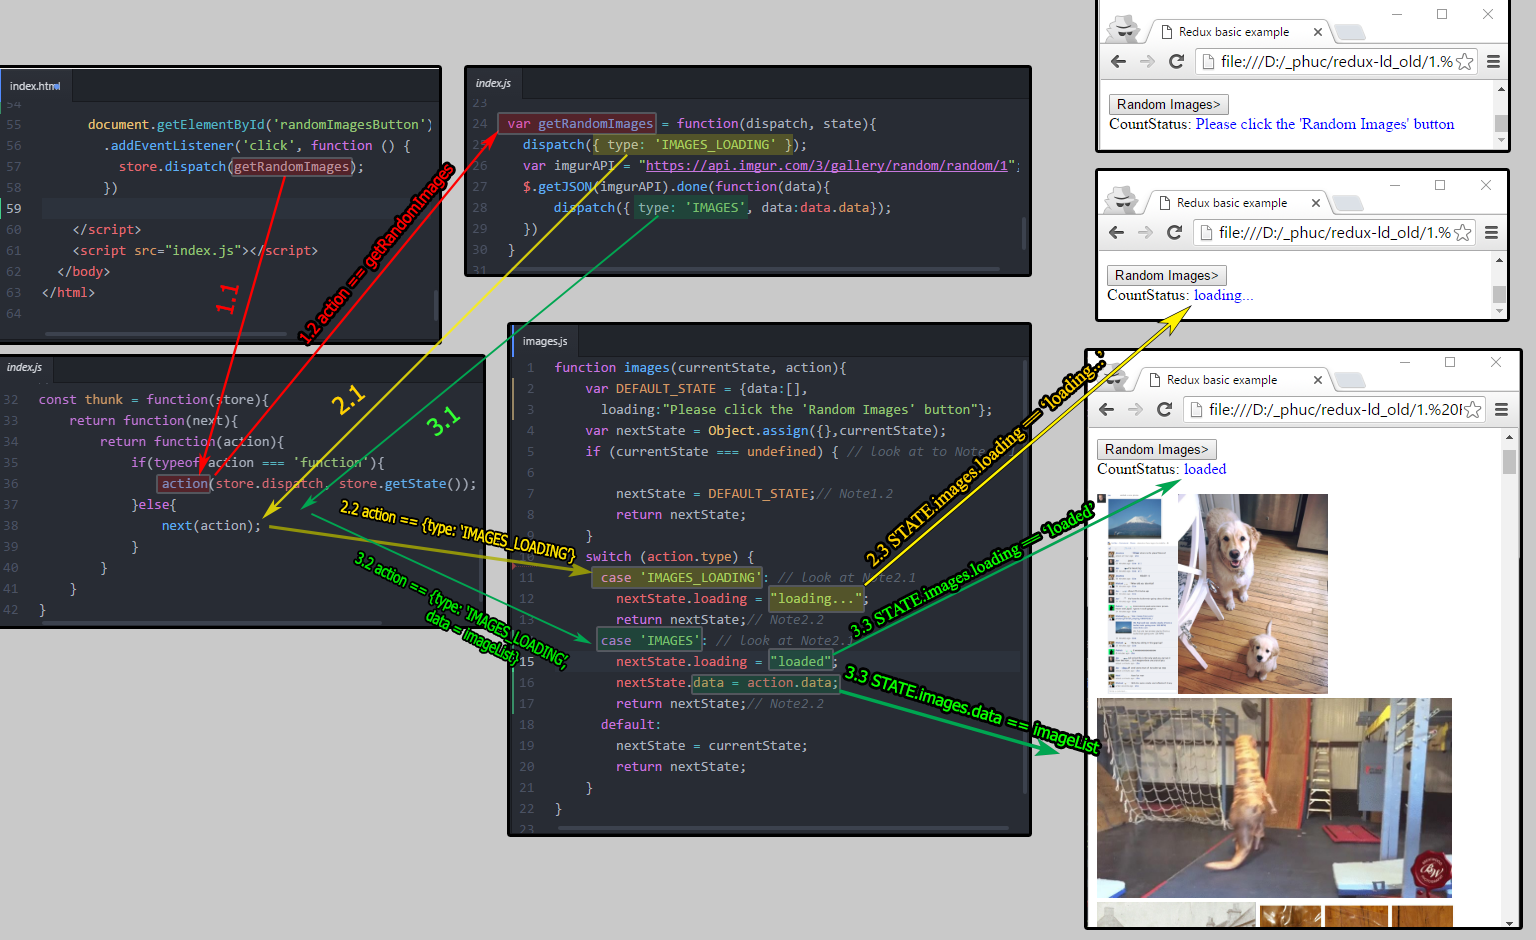 index.html
54
55 document.getElementById('randomImagesButton')
56 .addEventListener('click', function () {
57 store.dispatch(getRandomImages);
58 })
59
60 </script>
61 <script src="index.js"></script>
62 </body>
63 </html>
64
index.js
23
24 var getRandomImages = function(dispatch, state){
25 dispatch({ type: 'IMAGES_LOADING' });
26 var imgurAPI = "https://api.imgur.com/3/gallery/random/random/1";
27 $.getJSON(imgurAPI).done(function(data){
28 dispatch({ type: 'IMAGES', data:data.data});
29 })
30 }
31
index.js
32 const thunk = function(store){
33 return function(next){
34 return function(action){
35 if(typeof action === 'function'){
36 action(store.dispatch, store.getState());
37 }else{
38 next(action);
39 }
40 }
41 }
42 }
images.js
1 function images(currentState, action){
2 var DEFAULT_STATE = {data:[],
3 loading:"Please click the 'Random Images' button"};
4 var nextState = Object.assign({},currentState);
5 if (currentState === undefined) { // look at to Note
6
7 nextState = DEFAULT_STATE;// Note1.2
8 return nextState;
9 }
10 switch (action.type) {
11 case 'IMAGES_LOADING': // look at Note2.1
12 nextState.loading = "loading...";
13 return nextState;// Note2.2
case 'IMAGES': // look at Note2.1
15 nextState.loading = "loaded";
16 nextState.data = action.data;
17 return nextState;// Note2.2
18 default:
19 nextState = currentState;
20 return nextState;
21 }
22 }
23
1.1
1.2 action == getRandomImages
2.1
3.1
2.2 action == {type: 'IMAGES_LOADING'}
3.2 action == {type: 'IMAGES_LOADING',
data = imageList}
2.3 STATE.images.loading == 'loading...'
3.3 STATE.images.loading == 'loaded'
3.3 STATE.images.data == imageList
Redux basic example
file:///D:/_phuc/redux-ld_old/1.%
Random Images>
CountStatus: Please click the 'Random Images' button
Redux basic example
file:///D:/_phuc/redux-ld_old/1.%
Random Images>
CountStatus: loading...
Redux basic example
file:///D:/_phuc/redux-ld_old/1.%20
Random Images>
CountStatus: loaded